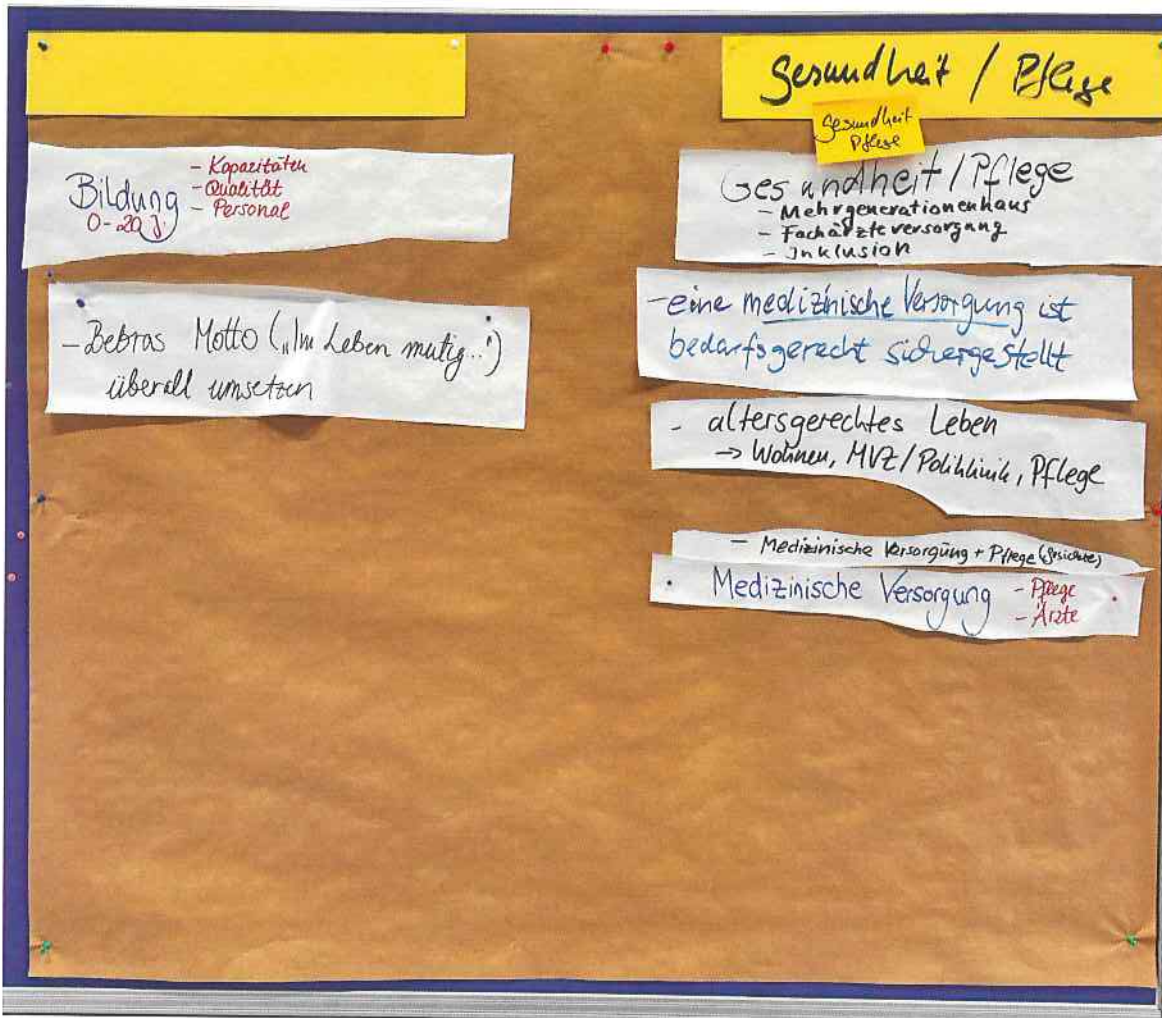 Bildung
0-20 J.
- Kapazitäten
- Qualität
- Personal
- Bebras Motto („Im Leben mutig..")
überall umsetzen
Gesundheit / Pflege
Gesundheit
Pflege
Gesundheit / Pflege
- Mehrgenerationenhaus
- Fachärzteversorgung
- Inklusion
- eine medizinische Versorgung ist
bedarfsgerecht sichergestellt
- altersgerechtes Leben
→ Wohnen, MVZ/Poliklinik, Pflege
- Medizinische Versorgung + Pflege
Medizinische Versorgung
- Pflege
- Ärzte